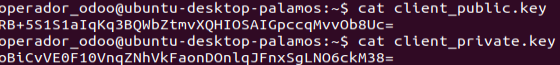 operador_odoo@ubuntu-desktop-palamos:~$ cat client_public.key
RB+5S1S1aIqKq3BQWbZtmvXQHIOSAIGpccqMvvOb8Uc=
operador_odoo@ubuntu-desktop-palamos:~$ cat client_private.key
oBiCvVE0F10VnqZNhVkFaonDOnlqJFnxSgLNO6ckM38=